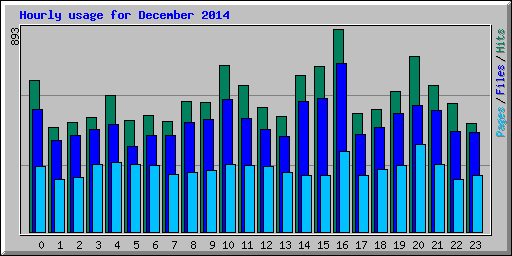 Hourly usage for December 2014
893
Pages / Files / Hits
0 1 2 3 4 5 6 7 8 9 10 11 12 13 14 15 16 17 18 19 20 21 22 23